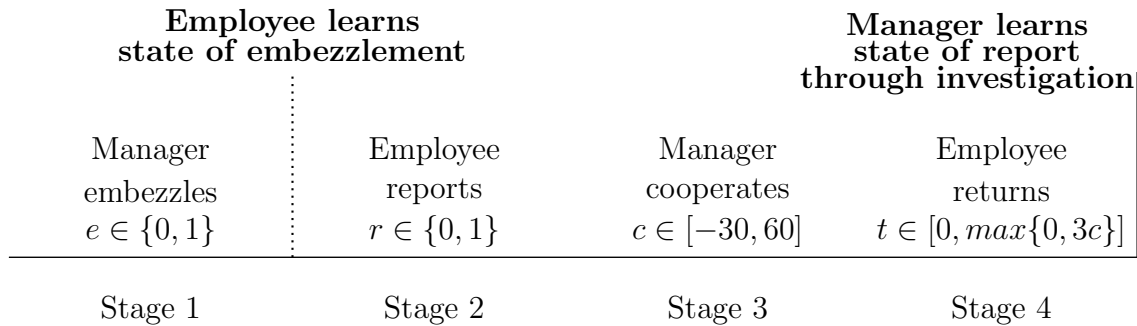 Employee learns
state of embezzlement
Manager learns
state of report
through investigation
Manager
embezzles
e ∈ {0, 1}
Employee
reports
r ∈ {0, 1}
Manager
cooperates
c ∈ [−30, 60]
Employee
returns
t ∈ [0, max{0, 3c}]
Stage 1
Stage 2
Stage 3
Stage 4